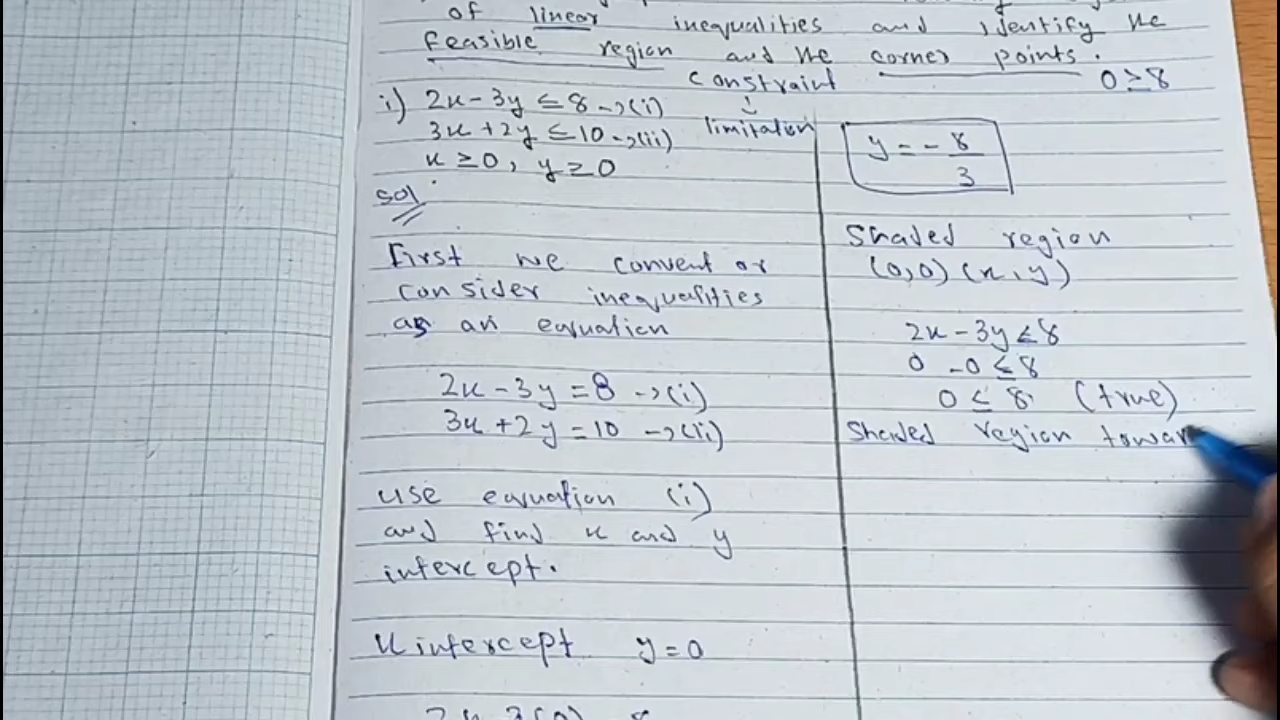 of linear inequalities and identify the
feasible region and the corner points.
constraint
↓
limitation
0 ≥ 8
i) 2x - 3y ≤ 8 → (i)
3x + 2y ≤ 10 → (ii)
x ≥ 0, y ≥ 0
Sol
First we convert or
consider inequalities
as an equation
2x - 3y = 8 → (i)
3x + 2y = 10 → (ii)
use equation (i)
and find x and y
intercept.
x intercept y = 0
y = - 8/3
Shaded region
(0,0) (x,y)
2x - 3y ≤ 8
0 - 0 ≤ 8
0 ≤ 8. (true)
Shaded region towar